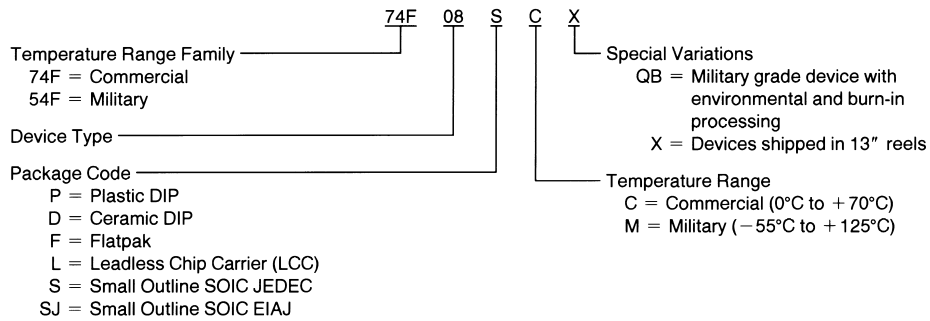 74F 08 S C X
Temperature Range Family
74F = Commercial
54F = Military
Device Type
Package Code
P = Plastic DIP
D = Ceramic DIP
F = Flatpak
L = Leadless Chip Carrier (LCC)
S = Small Outline SOIC JEDEC
SJ = Small Outline SOIC EIAJ
Special Variations
QB = Military grade device with
environmental and burn-in
processing
X = Devices shipped in 13″ reels
Temperature Range
C = Commercial (0°C to +70°C)
M = Military (−55°C to +125°C)